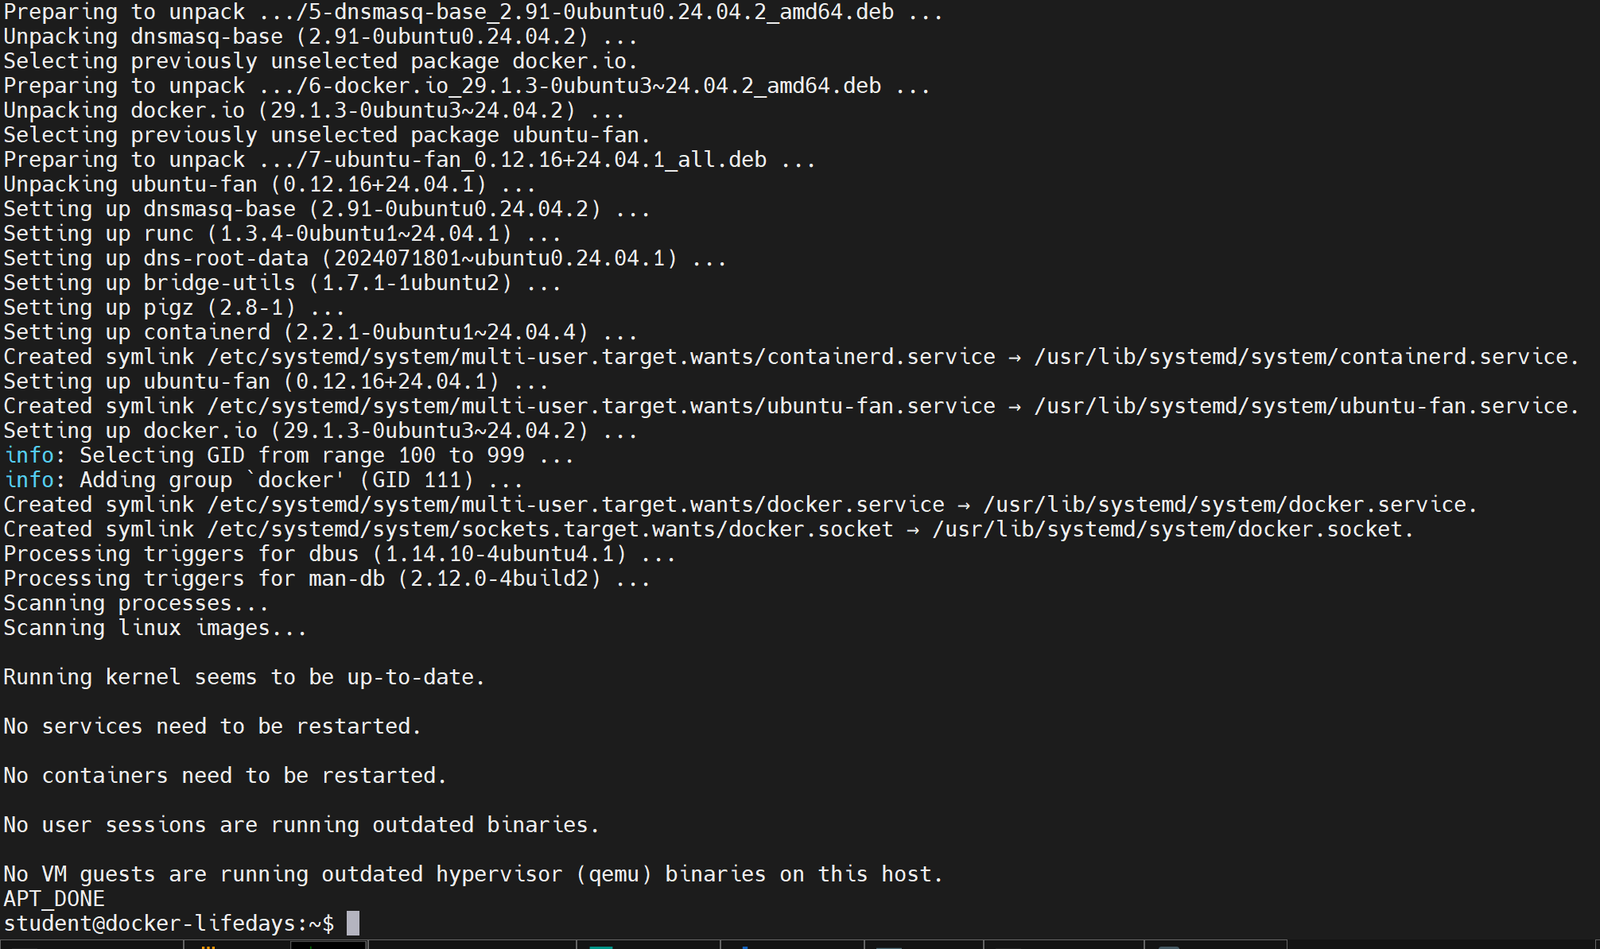 Preparing to unpack .../5-dnsmasq-base_2.91-0ubuntu0.24.04.2_amd64.deb ...
Unpacking dnsmasq-base (2.91-0ubuntu0.24.04.2) ...
Selecting previously unselected package docker.io.
Preparing to unpack .../6-docker.io_29.1.3-0ubuntu3~24.04.2_amd64.deb ...
Unpacking docker.io (29.1.3-0ubuntu3~24.04.2) ...
Selecting previously unselected package ubuntu-fan.
Preparing to unpack .../7-ubuntu-fan_0.12.16+24.04.1_all.deb ...
Unpacking ubuntu-fan (0.12.16+24.04.1) ...
Setting up dnsmasq-base (2.91-0ubuntu0.24.04.2) ...
Setting up runc (1.3.4-0ubuntu1~24.04.1) ...
Setting up dns-root-data (2024071801~ubuntu0.24.04.1) ...
Setting up bridge-utils (1.7.1-1ubuntu2) ...
Setting up pigz (2.8-1) ...
Setting up containerd (2.2.1-0ubuntu1~24.04.4) ...
Created symlink /etc/systemd/system/multi-user.target.wants/containerd.service → /usr/lib/systemd/system/containerd.service.
Setting up ubuntu-fan (0.12.16+24.04.1) ...
Created symlink /etc/systemd/system/multi-user.target.wants/ubuntu-fan.service → /usr/lib/systemd/system/ubuntu-fan.service.
Setting up docker.io (29.1.3-0ubuntu3~24.04.2) ...
info: Selecting GID from range 100 to 999 ...
info: Adding group `docker' (GID 111) ...
Created symlink /etc/systemd/system/multi-user.target.wants/docker.service → /usr/lib/systemd/system/docker.service.
Created symlink /etc/systemd/system/sockets.target.wants/docker.socket → /usr/lib/systemd/system/docker.socket.
Processing triggers for dbus (1.14.10-4ubuntu4.1) ...
Processing triggers for man-db (2.12.0-4build2) ...
Scanning processes...
Scanning linux images...
Running kernel seems to be up-to-date.
No services need to be restarted.
No containers need to be restarted.
No user sessions are running outdated binaries.
No VM guests are running outdated hypervisor (qemu) binaries on this host.
APT_DONE
student@docker-lifedays:~$